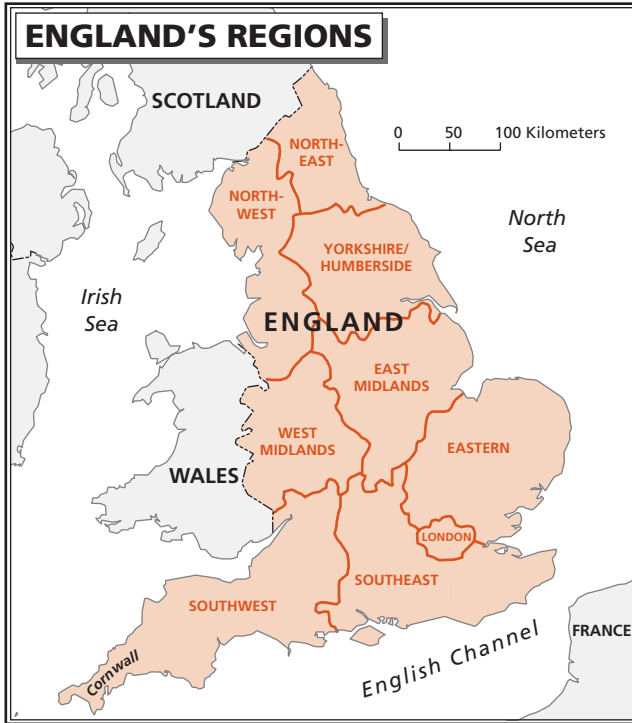 ENGLAND'S REGIONS
SCOTLAND
0 50 100 Kilometers
NORTH-
EAST
NORTH-
WEST
North
Sea
YORKSHIRE/
HUMBERSIDE
Irish
Sea
ENGLAND
EAST
MIDLANDS
WEST
MIDLANDS
EASTERN
WALES
LONDON
SOUTHEAST
SOUTHWEST
FRANCE
English Channel
Cornwall